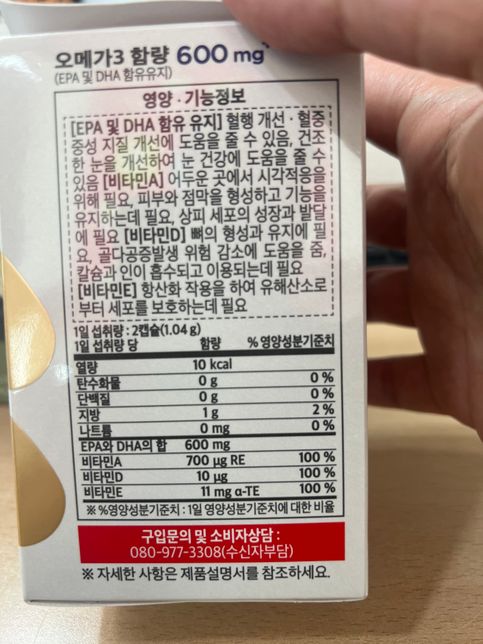 오메가3 함량 600 mg
(EPA 및 DHA 함유유지)
영양 · 기능정보
[EPA 및 DHA 함유 유지] 혈행 개선 · 혈중
중성 지질 개선에 도움을 줄 수 있음, 건조
한 눈을 개선하여 눈 건강에 도움을 줄 수
있음 [비타민A] 어두운 곳에서 시각적응을
위해 필요, 피부와 점막을 형성하고 기능을
유지하는데 필요, 상피 세포의 성장과 발달
에 필요 [비타민D] 뼈의 형성과 유지에 필
요, 골다공증발생 위험 감소에 도움을 줌,
칼슘과 인이 흡수되고 이용되는데 필요
[비타민E] 항산화 작용을 하여 유해산소로
부터 세포를 보호하는데 필요
1일 섭취량 : 2캡슐(1.04 g)
1일 섭취량 당 함량 % 영양성분기준치
열량 10 kcal
탄수화물 0 g 0 %
단백질 0 g 0 %
지방 1 g 2 %
나트륨 0 mg 0 %
EPA와 DHA의 합 600 mg
비타민A 700 µg RE 100 %
비타민D 10 µg 100 %
비타민E 11 mg α-TE 100 %
※ %영양성분기준치 : 1일 영양성분기준치에 대한 비율
구입문의 및 소비자상담 :
080-977-3308(수신자부담)
※ 자세한 사항은 제품설명서를 참조하세요.